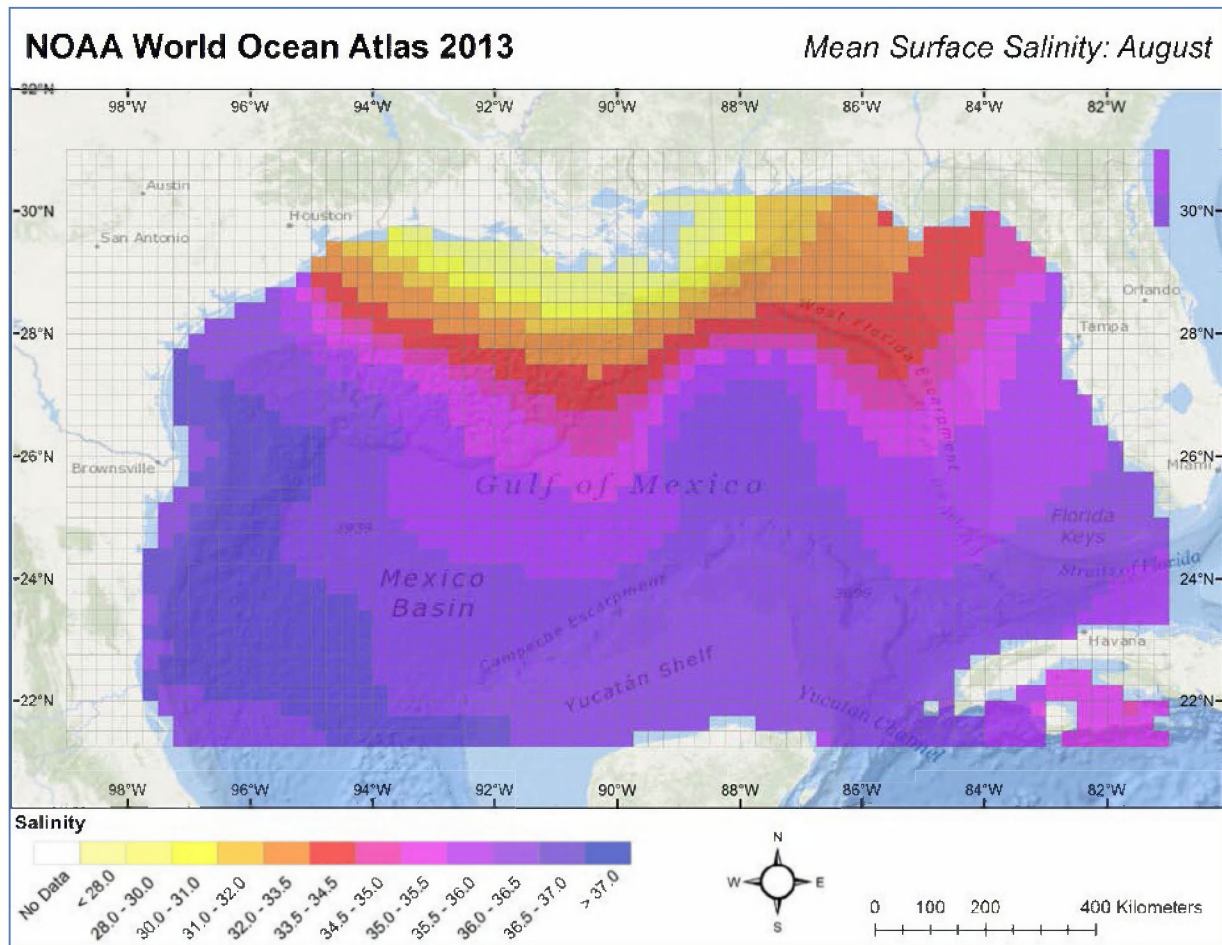 NOAA World Ocean Atlas 2013
Mean Surface Salinity: August
98°W 96°W 94°W 92°W 90°W 88°W 86°W 84°W 82°W
Austin
30°N
30°N
Houston
San Antonio
Orlando
West Florida Escarpment
28°N
28°N
Tampa
26°N
26°N
Brownsville
Miami
Gulf of Mexico
3939
Florida
Keys
Mexico
Basin
24°N
24°N
Straits of Florida
Campeche Escarpment
Havana
Yucatán Shelf
22°N
22°N
Yucatan Channel
98°W 96°W 94°W 92°W 90°W 88°W 86°W 84°W 82°W
Salinity
No Data
< 28.0
28.0 - 30.0
30.0 - 31.0
31.0 - 32.0
32.0 - 33.5
33.5 - 34.5
34.5 - 35.0
35.0 - 35.5
35.5 - 36.0
36.0 - 36.5
36.5 - 37.0
> 37.0
N
W E
S
0 100 200 400 Kilometers